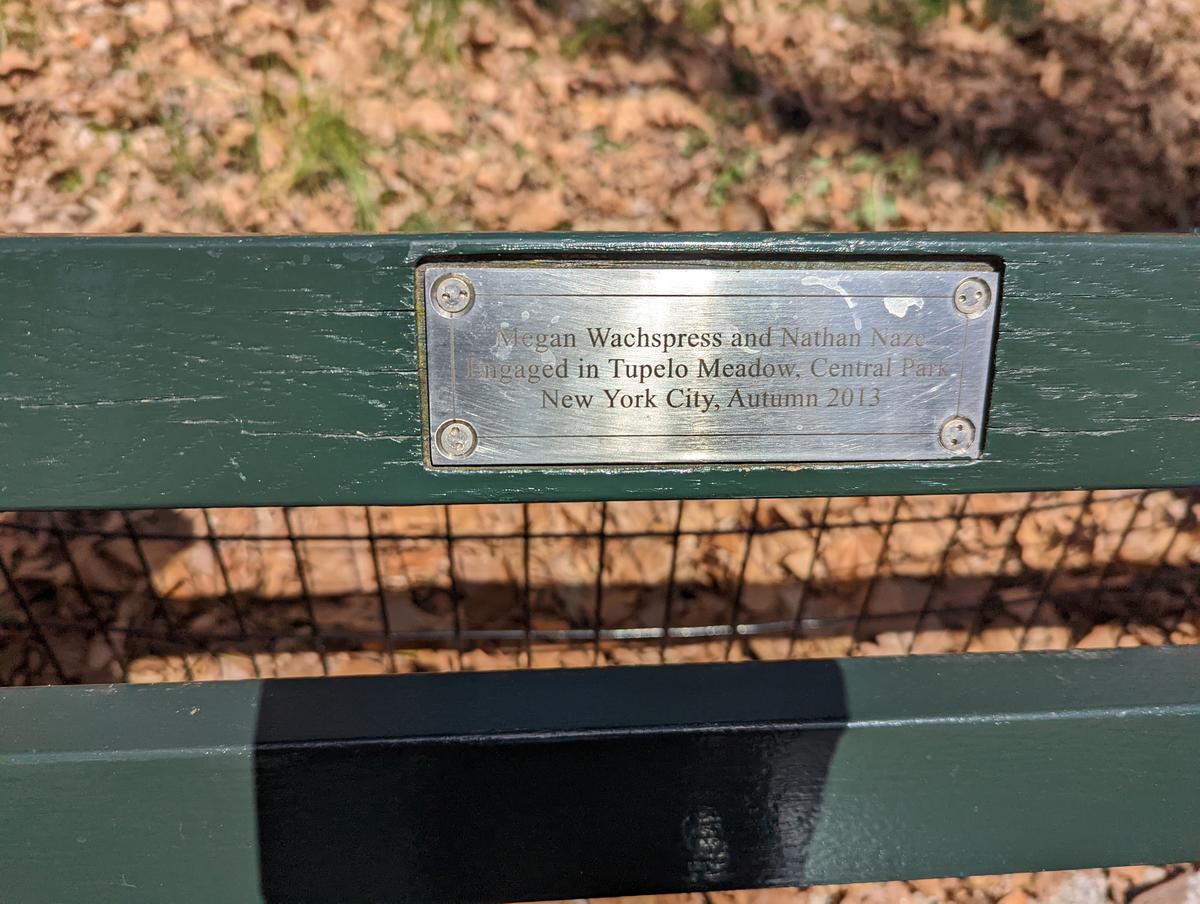 Megan Wachspress and Nathan Naze
Engaged in Tupelo Meadow, Central Park
New York City, Autumn 2013